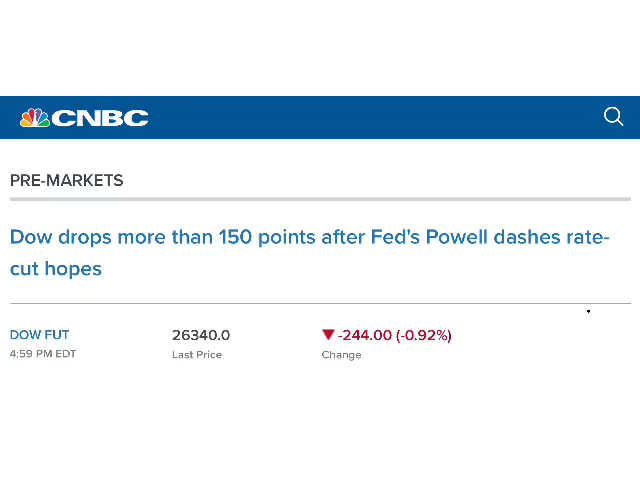 CNBC
PRE-MARKETS
Dow drops more than 150 points after Fed's Powell dashes rate-
cut hopes
DOW FUT 26340.0 ▼ -244.00 (-0.92%)
4:59 PM EDT Last Price Change